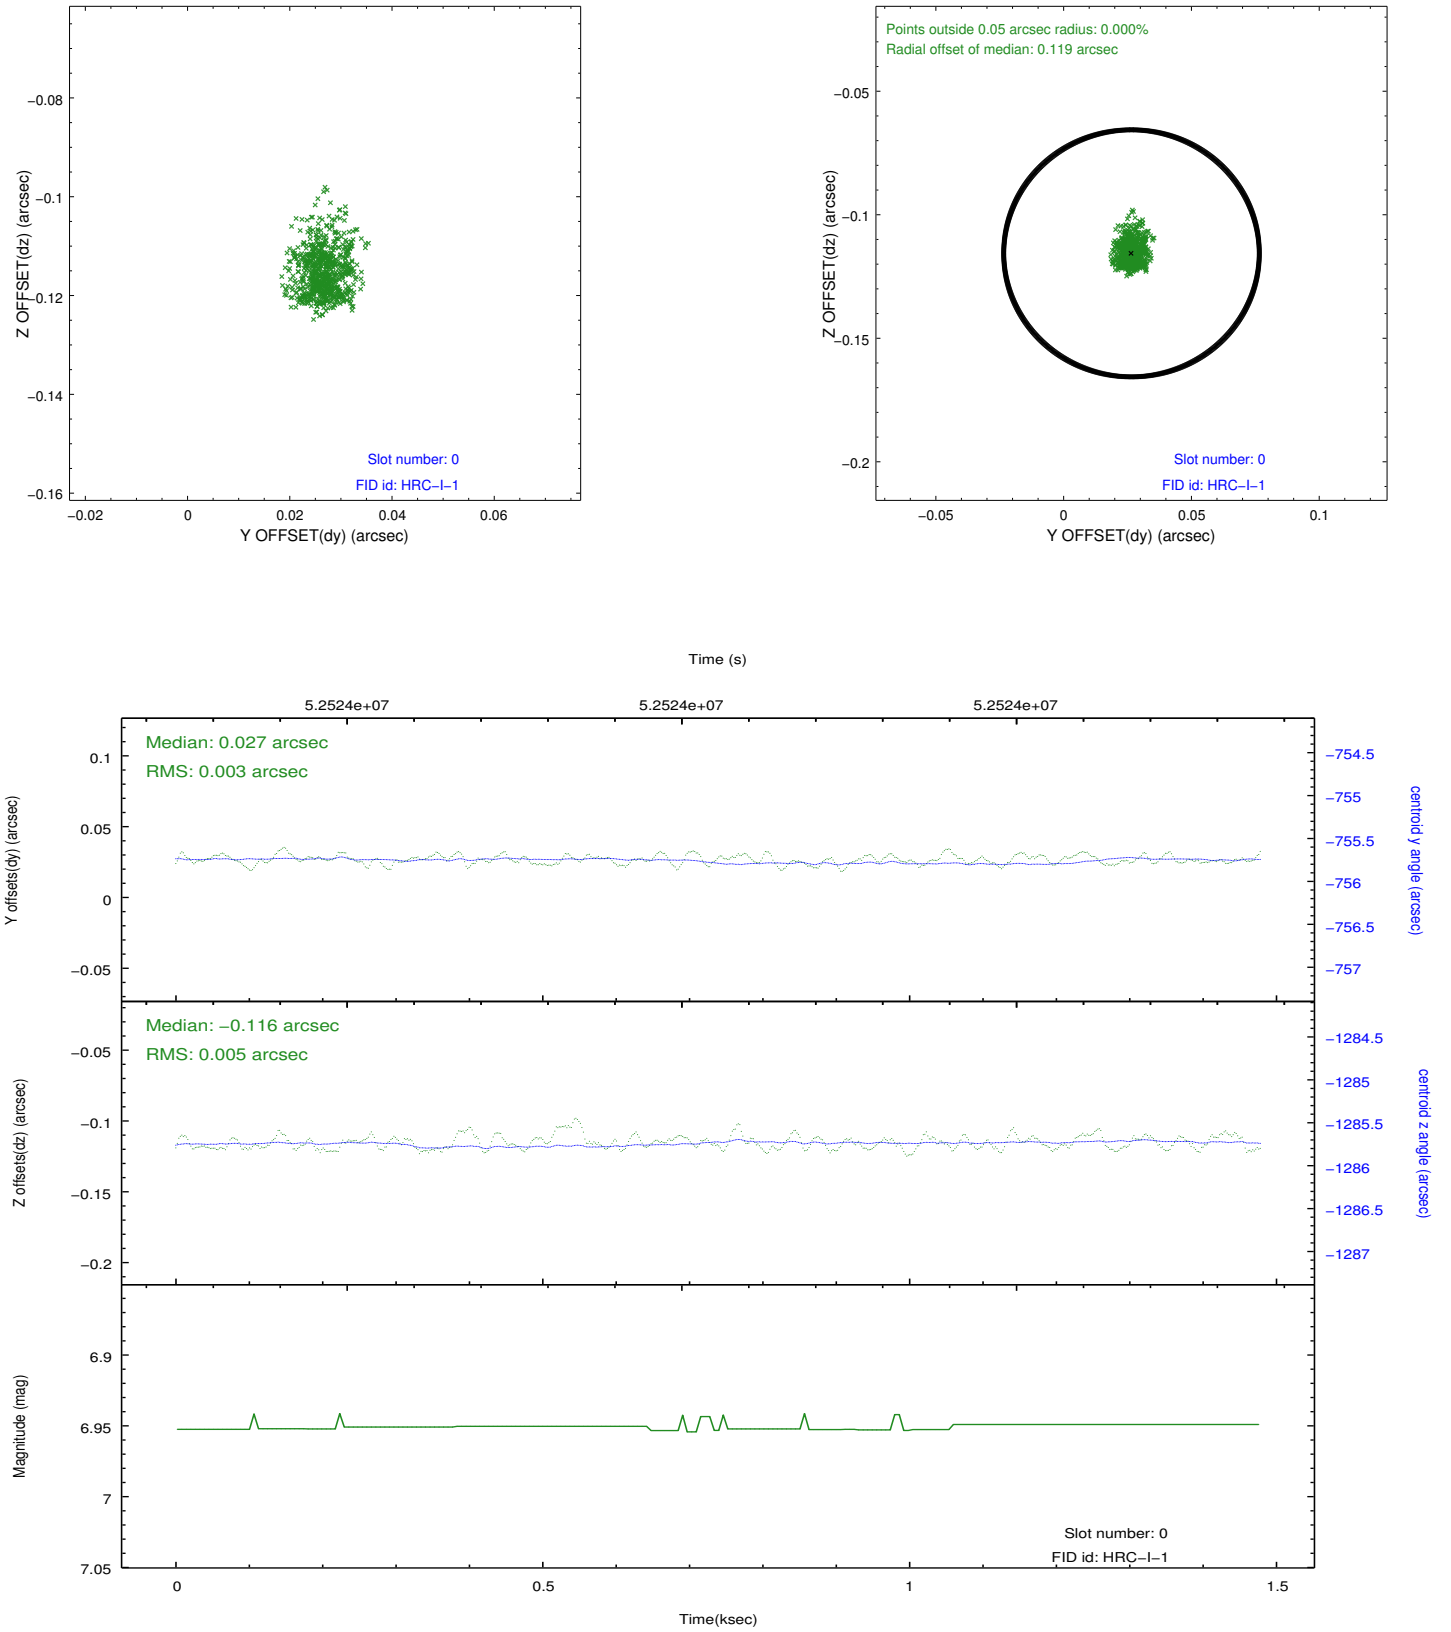 −0.08
−0.1
−0.12
−0.14
−0.16
Z OFFSET(dz) (arcsec)
−0.02
0
0.02
0.04
0.06
Y OFFSET(dy) (arcsec)
Slot number: 0
FID id: HRC−I−1
Points outside 0.05 arcsec radius: 0.000%
Radial offset of median: 0.119 arcsec
−0.05
−0.1
−0.15
−0.2
Z OFFSET(dz) (arcsec)
−0.05
0
0.05
0.1
Y OFFSET(dy) (arcsec)
Slot number: 0
FID id: HRC−I−1
Time (s)
5.2524e+07
5.2524e+07
5.2524e+07
Median: 0.027 arcsec
RMS: 0.003 arcsec
0.1
0.05
0
−0.05
Y offsets(dy) (arcsec)
−754.5
−755
−755.5
−756
−756.5
−757
centroid y angle (arcsec)
Median: −0.116 arcsec
RMS: 0.005 arcsec
−0.05
−0.1
−0.15
−0.2
Z offsets(dz) (arcsec)
−1284.5
−1285
−1285.5
−1286
−1286.5
−1287
centroid z angle (arcsec)
6.9
6.95
7
7.05
Magnitude (mag)
Slot number: 0
FID id: HRC−I−1
0
0.5
1
1.5
Time(ksec)